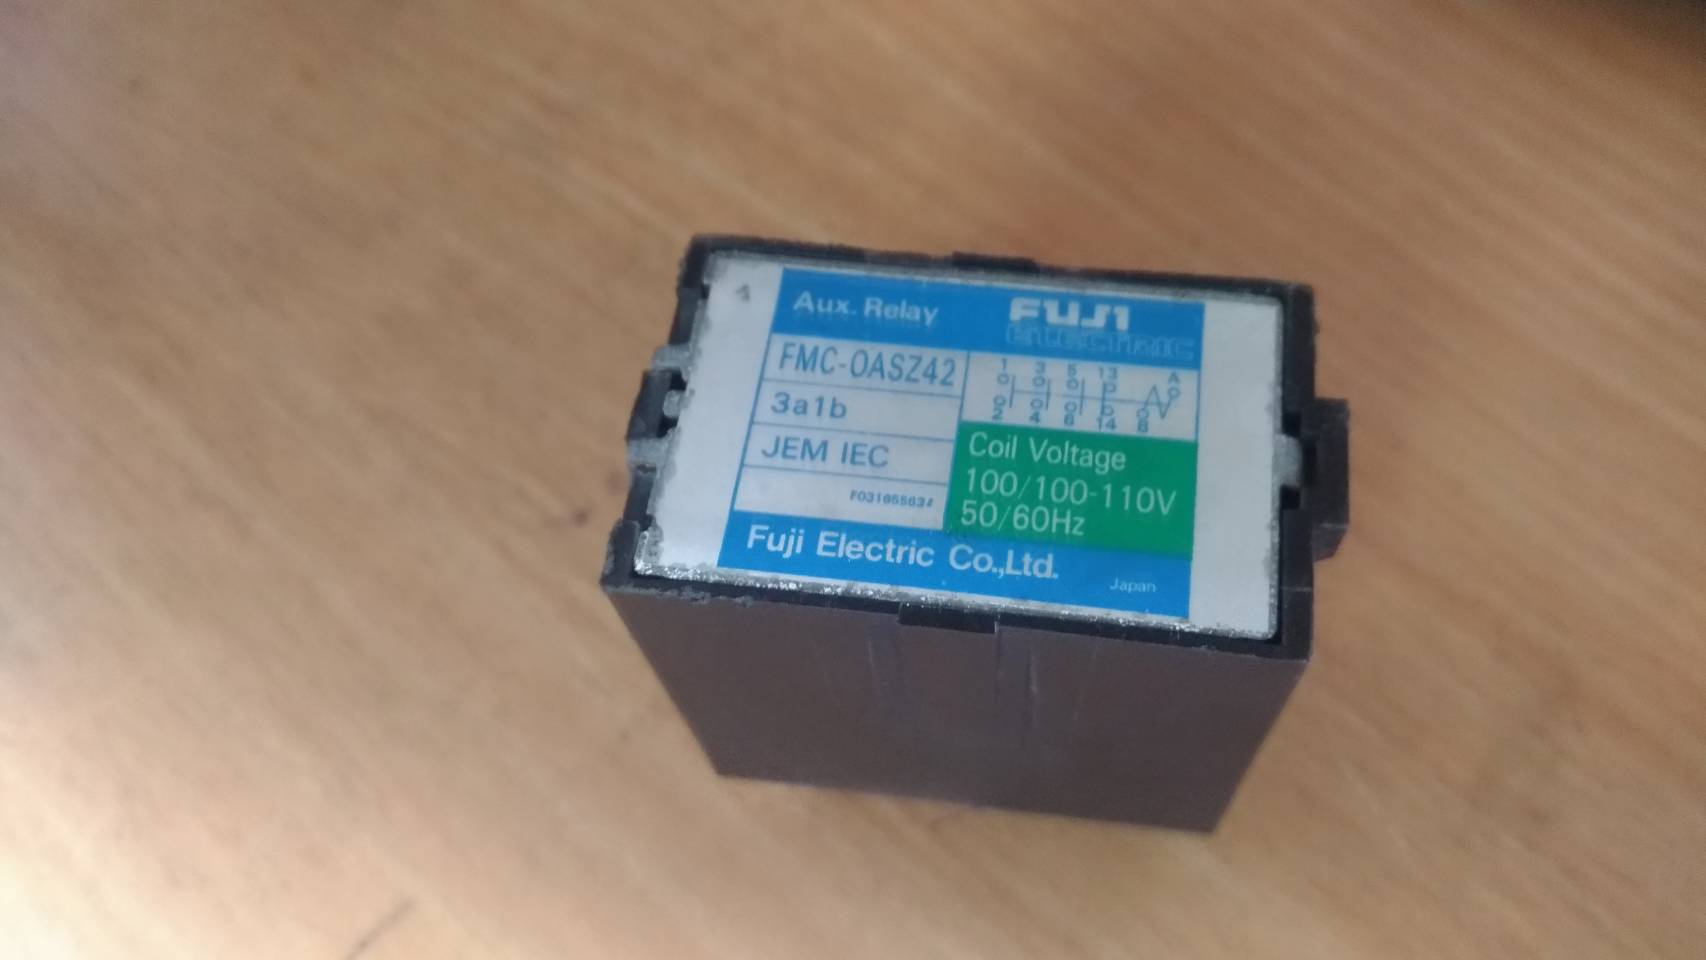 Aux. Relay
FUJI
ELECTRIC
FMC-0ASZ42
3a1b
JEM IEC
1 3 5 13 A
2 4 6 14 B
Coil Voltage
100/100-110V
50/60Hz
Fuji Electric Co.,Ltd.
Japan